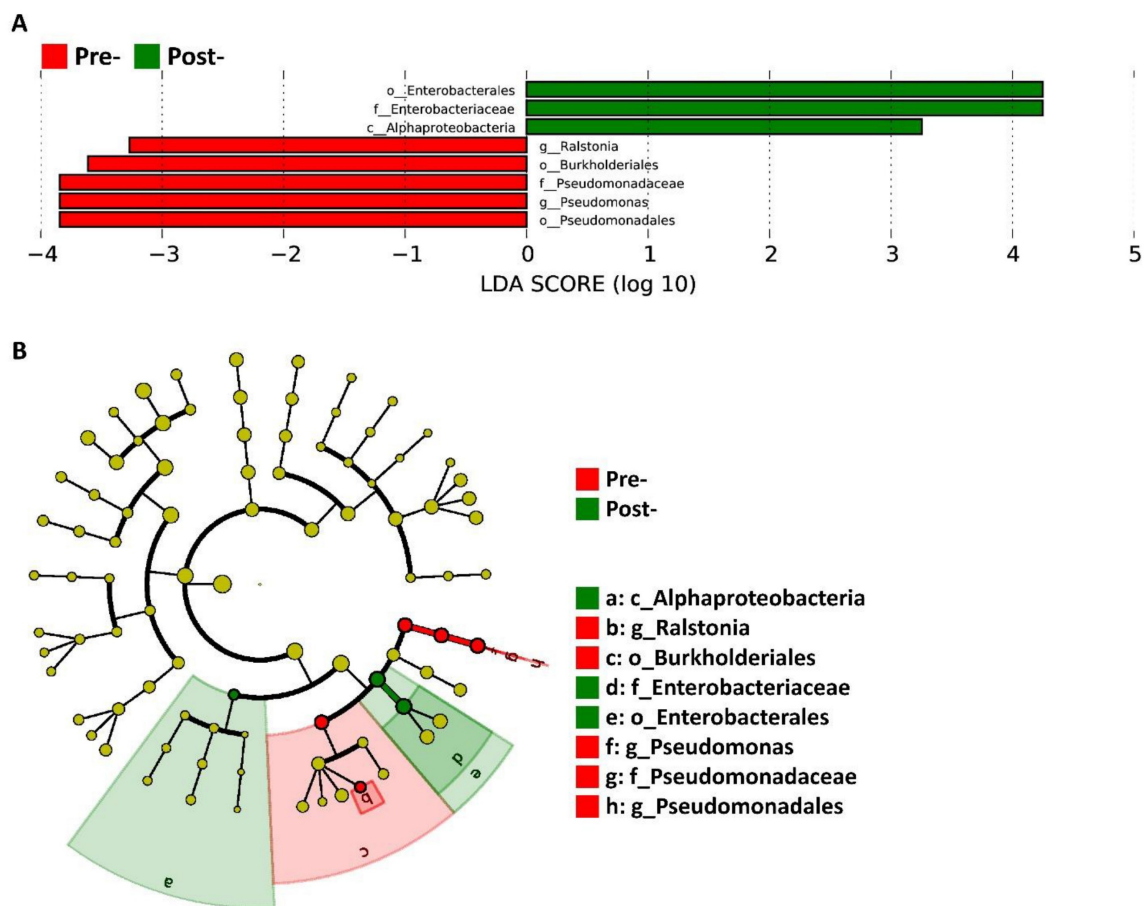 A
Pre- Post-
o__Enterobacterales
f__Enterobacteriaceae
c__Alphaproteobacteria
g__Ralstonia
o__Burkholderiales
f__Pseudomonadaceae
g__Pseudomonas
o__Pseudomonadales
−4 −3 −2 −1 0 1 2 3 4 5
LDA SCORE (log 10)
B
Pre-
Post-
a: c_Alphaproteobacteria
b: g_Ralstonia
c: o_Burkholderiales
d: f_Enterobacteriaceae
e: o_Enterobacterales
f: g_Pseudomonas
g: f_Pseudomonadaceae
h: g_Pseudomonadales
f g h
d
e
b
c
a